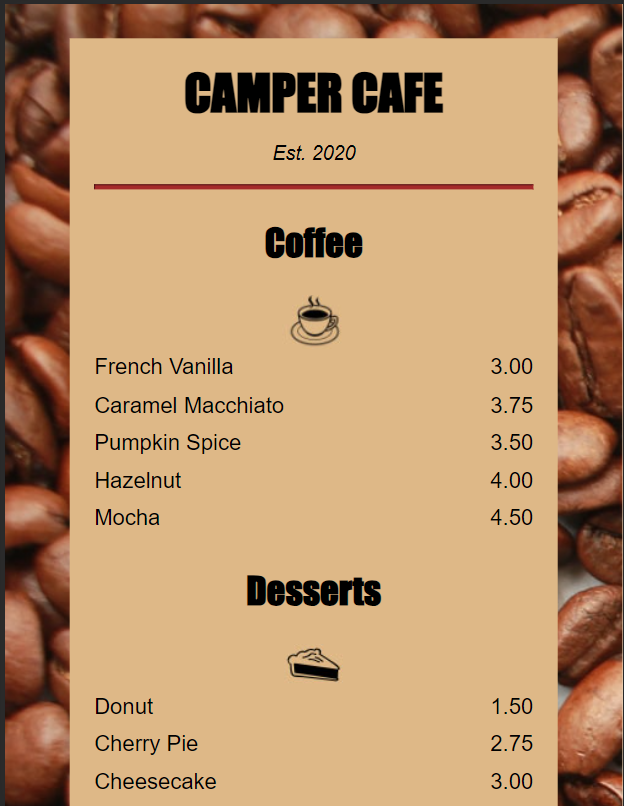 CAMPER CAFE
Est. 2020
Coffee
French Vanilla 3.00
Caramel Macchiato 3.75
Pumpkin Spice 3.50
Hazelnut 4.00
Mocha 4.50
Desserts
Donut 1.50
Cherry Pie 2.75
Cheesecake 3.00